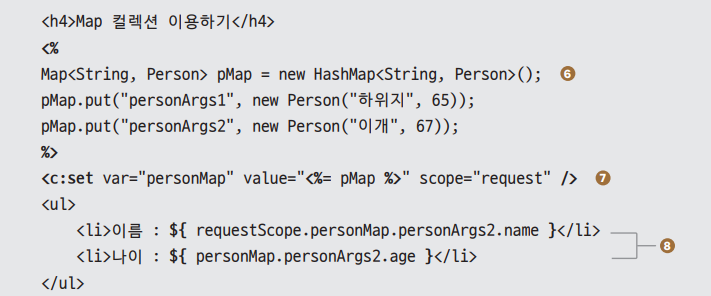 <h4>Map 컬렉션 이용하기</h4>
<%
Map<String, Person> pMap = new HashMap<String, Person>(); 6
pMap.put("personArgs1", new Person("하위지", 65));
pMap.put("personArgs2", new Person("이개", 67));
%>
<c:set var="personMap" value="<%= pMap %>" scope="request" /> 7
<ul>
    <li>이름 : ${ requestScope.personMap.personArgs2.name }</li>
    <li>나이 : ${ personMap.personArgs2.age }</li> 8
</ul>